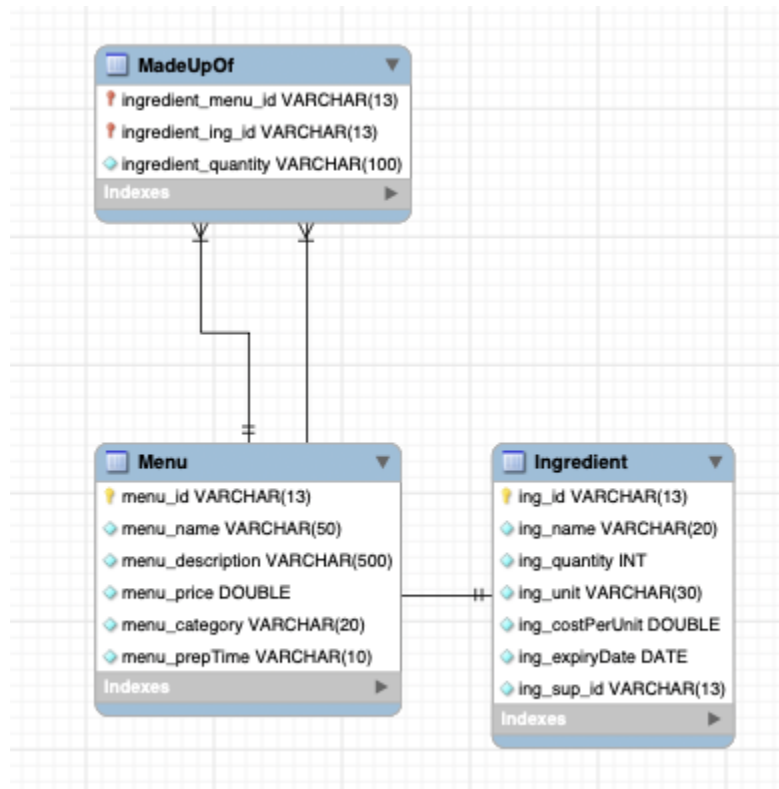 MadeUpOf
ingredient_menu_id VARCHAR(13)
ingredient_ing_id VARCHAR(13)
ingredient_quantity VARCHAR(100)
Indexes
Menu
menu_id VARCHAR(13)
menu_name VARCHAR(50)
menu_description VARCHAR(500)
menu_price DOUBLE
menu_category VARCHAR(20)
menu_prepTime VARCHAR(10)
Indexes
Ingredient
ing_id VARCHAR(13)
ing_name VARCHAR(20)
ing_quantity INT
ing_unit VARCHAR(30)
ing_costPerUnit DOUBLE
ing_expiryDate DATE
ing_sup_id VARCHAR(13)
Indexes